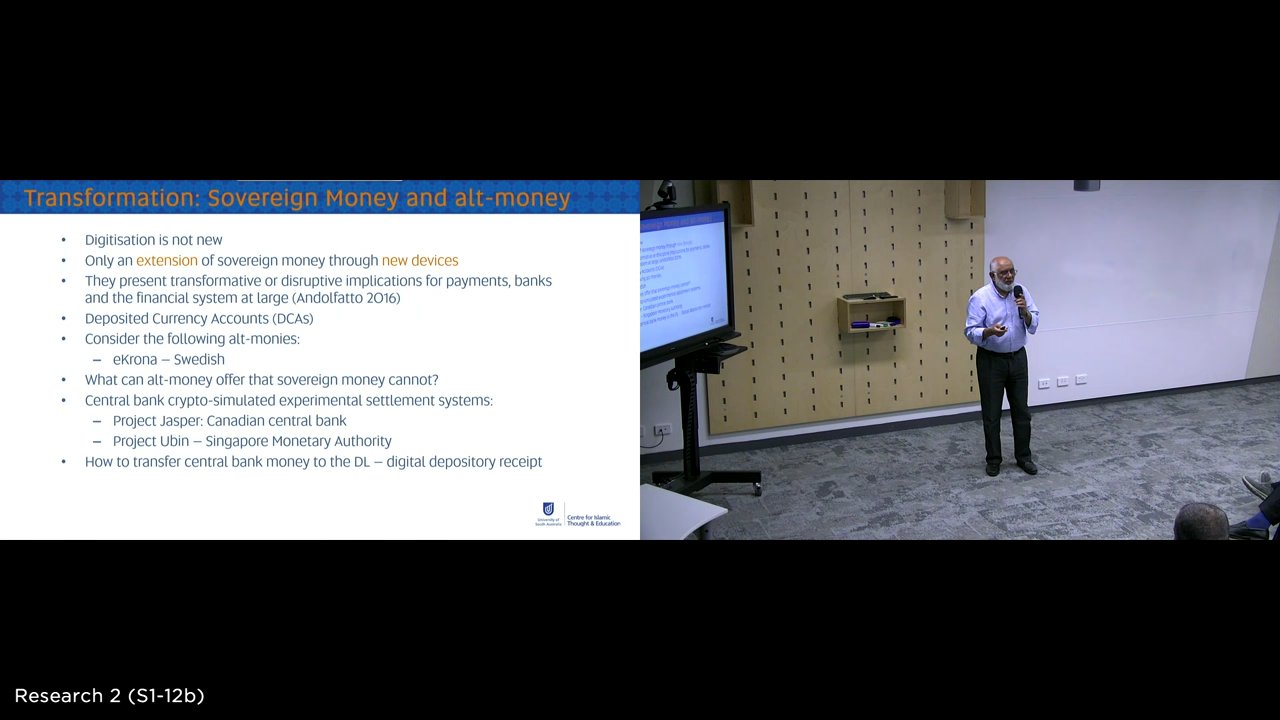 Transformation: Sovereign Money and alt-money
• Digitisation is not new
• Only an extension of sovereign money through new devices
• They present transformative or disruptive implications for payments, banks
and the financial system at large (Andolfatto 2016)
• Deposited Currency Accounts (DCAs)
• Consider the following alt-monies:
– eKrona – Swedish
• What can alt-money offer that sovereign money cannot?
• Central bank crypto-simulated experimental settlement systems:
– Project Jasper: Canadian central bank
– Project Ubin – Singapore Monetary Authority
• How to transfer central bank money to the DL – digital depository receipt
University of
South Australia
Centre for Islamic
Thought & Education
Research 2 (S1-12b)